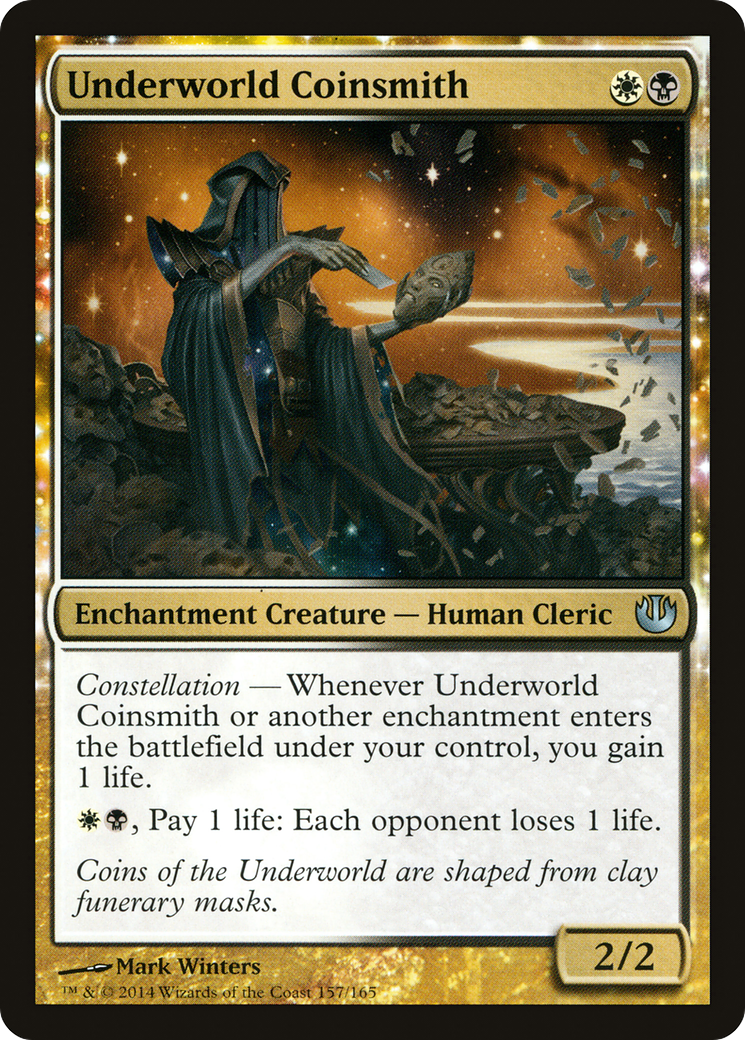 Underworld Coinsmith
Enchantment Creature — Human Cleric
Constellation — Whenever Underworld
Coinsmith or another enchantment enters
the battlefield under your control, you gain
1 life.
, Pay 1 life: Each opponent loses 1 life.
Coins of the Underworld are shaped from clay
funerary masks.
2/2
Mark Winters
™ & © 2014 Wizards of the Coast 157/165